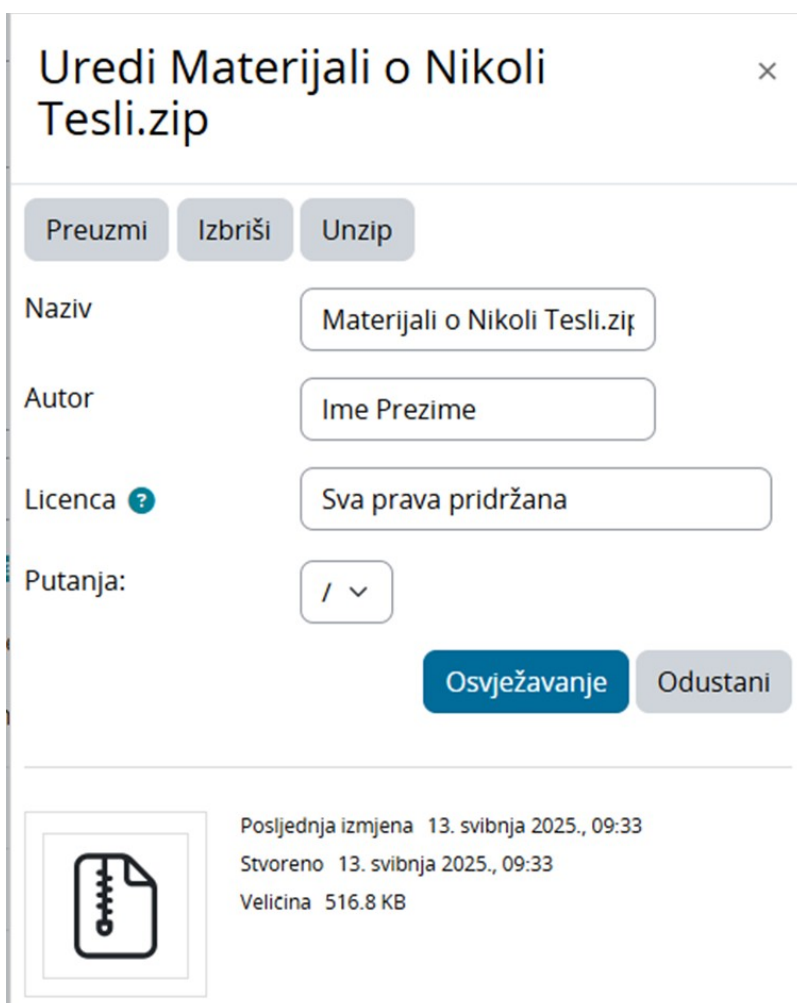 Uredi Materijali o Nikoli
Tesli.zip
×
Preuzmi Izbriši Unzip
Naziv Materijali o Nikoli Tesli.zip
Autor Ime Prezime
Licenca ? Sva prava pridržana
Putanja: /
Osvježavanje Odustani
Posljednja izmjena 13. svibnja 2025., 09:33
Stvoreno 13. svibnja 2025., 09:33
Veličina 516.8 KB